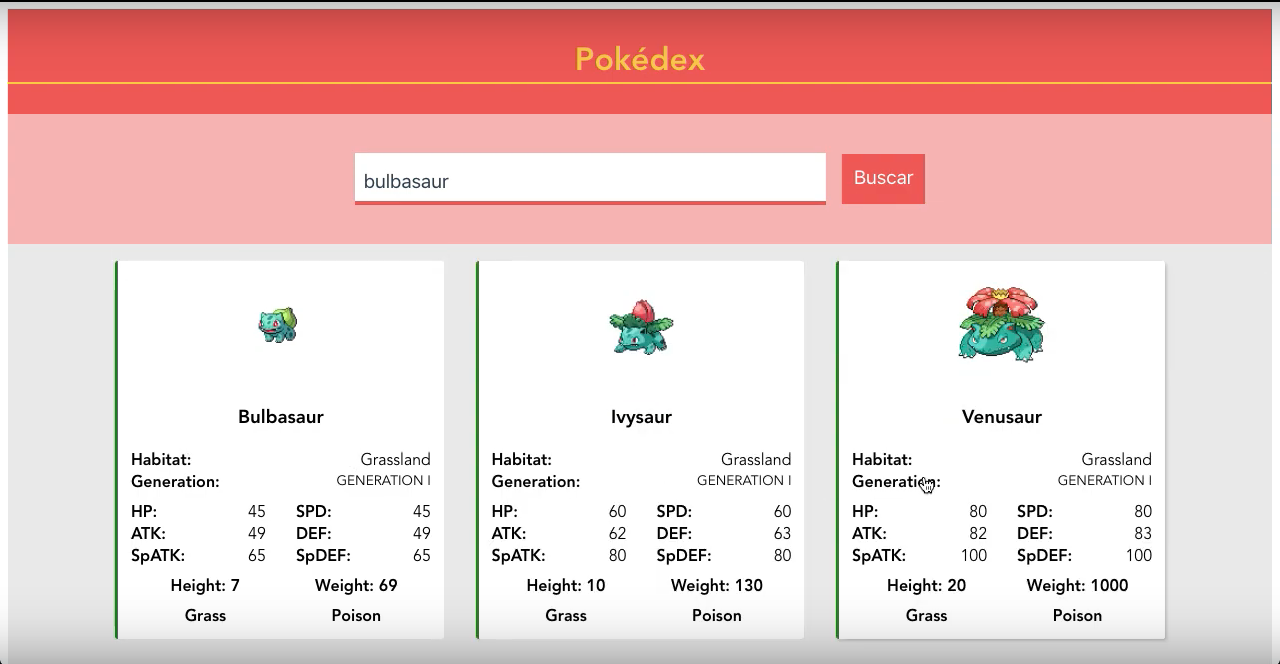 Pokédex
bulbasaur
Buscar
Bulbasaur
Habitat: Grassland
Generation: GENERATION I
HP: 45 SPD: 45
ATK: 49 DEF: 49
SpATK: 65 SpDEF: 65
Height: 7 Weight: 69
Grass Poison
Ivysaur
Habitat: Grassland
Generation: GENERATION I
HP: 60 SPD: 60
ATK: 62 DEF: 63
SpATK: 80 SpDEF: 80
Height: 10 Weight: 130
Grass Poison
Venusaur
Habitat: Grassland
Generation: GENERATION I
HP: 80 SPD: 80
ATK: 82 DEF: 83
SpATK: 100 SpDEF: 100
Height: 20 Weight: 1000
Grass Poison